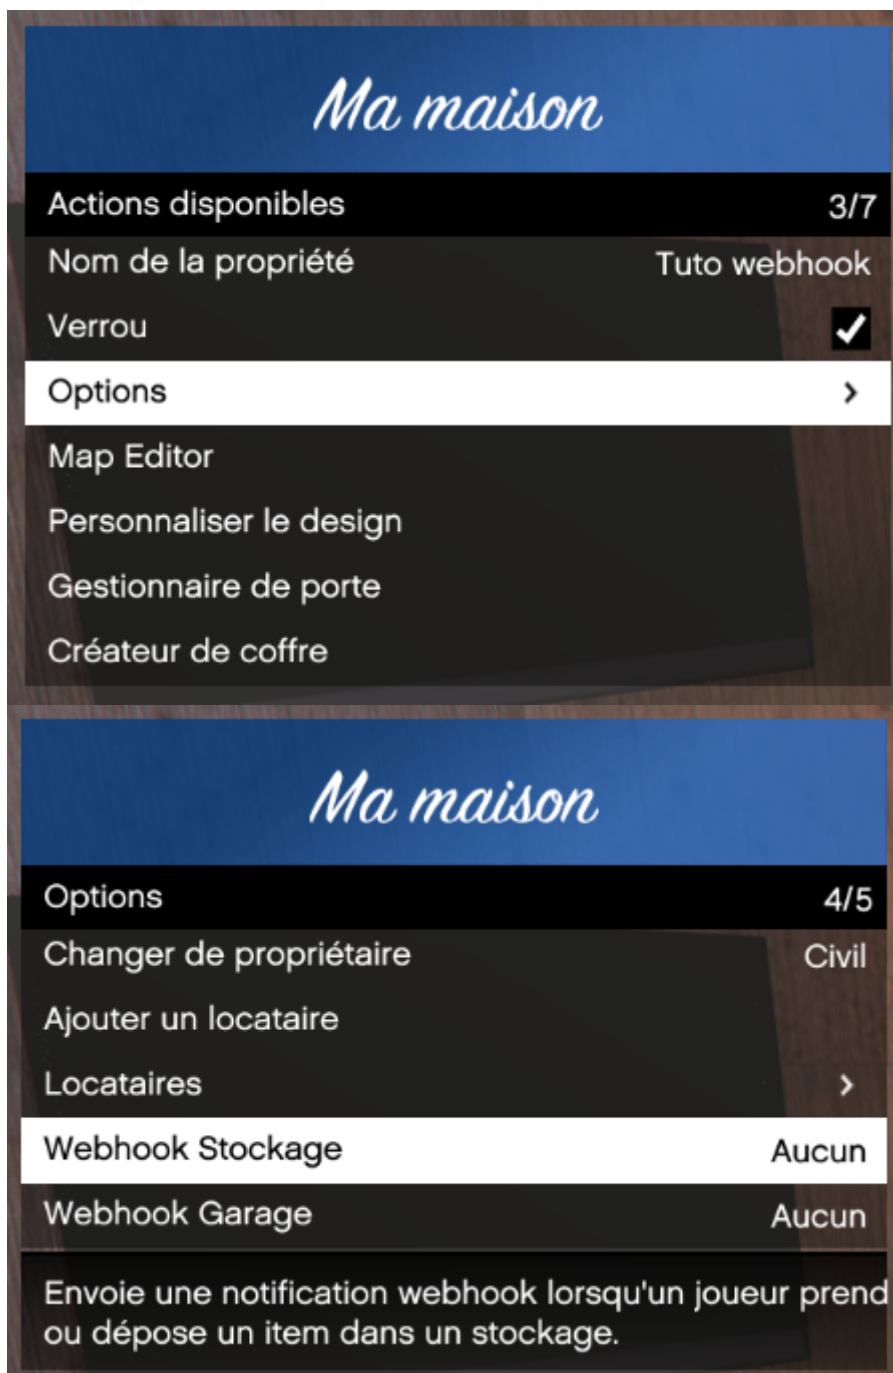 Ma maison
Actions disponibles 3/7
Nom de la propriété Tuto webhook
Verrou
Options
Map Editor
Personnaliser le design
Gestionnaire de porte
Créateur de coffre
Ma maison
Options 4/5
Changer de propriétaire Civil
Ajouter un locataire
Locataires
Webhook Stockage Aucun
Webhook Garage Aucun
Envoie une notification webhook lorsqu'un joueur prend
ou dépose un item dans un stockage.